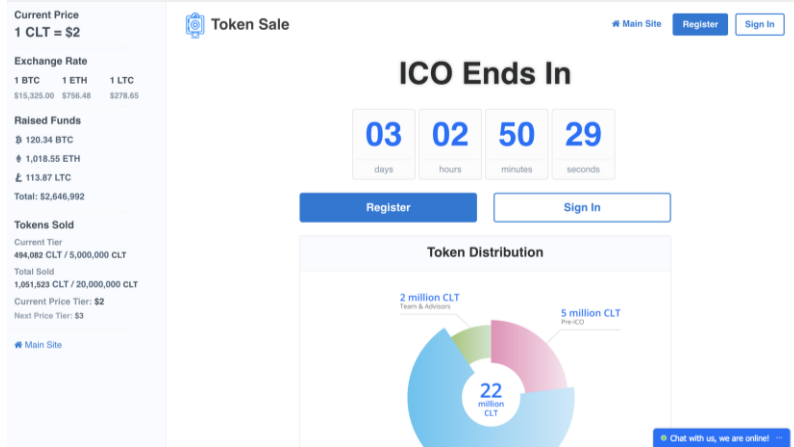 Current Price
1 CLT = $2
Exchange Rate
1 BTC 1 ETH 1 LTC
$15,325.00 $756.48 $278.65
Raised Funds
120.34 BTC
1,018.55 ETH
113.87 LTC
Total: $2,646,992
Tokens Sold
Current Tier
494,082 CLT / 5,000,000 CLT
Total Sold
1,051,523 CLT / 20,000,000 CLT
Current Price Tier: $2
Next Price Tier: $3
Main Site
Token Sale
Main Site Register Sign In
ICO Ends In
03 02 50 29
days hours minutes seconds
Register Sign In
Token Distribution
2 million CLT
Team & Advisors
5 million CLT
Pre-ICO
22
million
CLT
Chat with us, we are online!